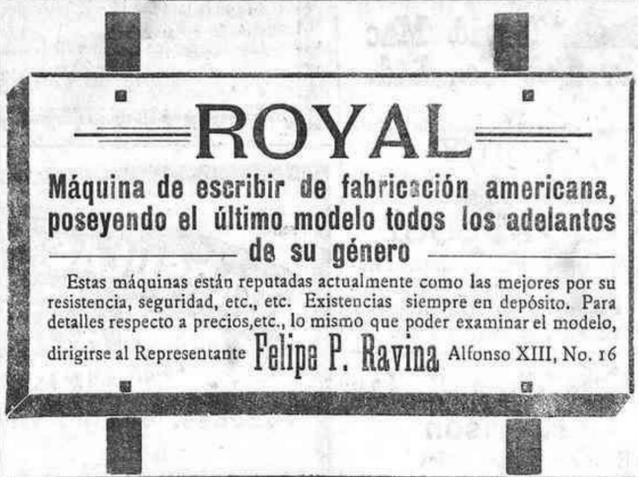 ROYAL
Máquina de escribir de fabricación americana,
poseyendo el último modelo todos los adelantos
de su género
Estas máquinas están reputadas actualmente como las mejores por su
resistencia, seguridad, etc., etc. Existencias siempre en depósito. Para
detalles respecto a precios,etc., lo mismo que poder examinar el modelo,
dirigirse al Representante Felipe P. Ravina Alfonso XIII, No. 16